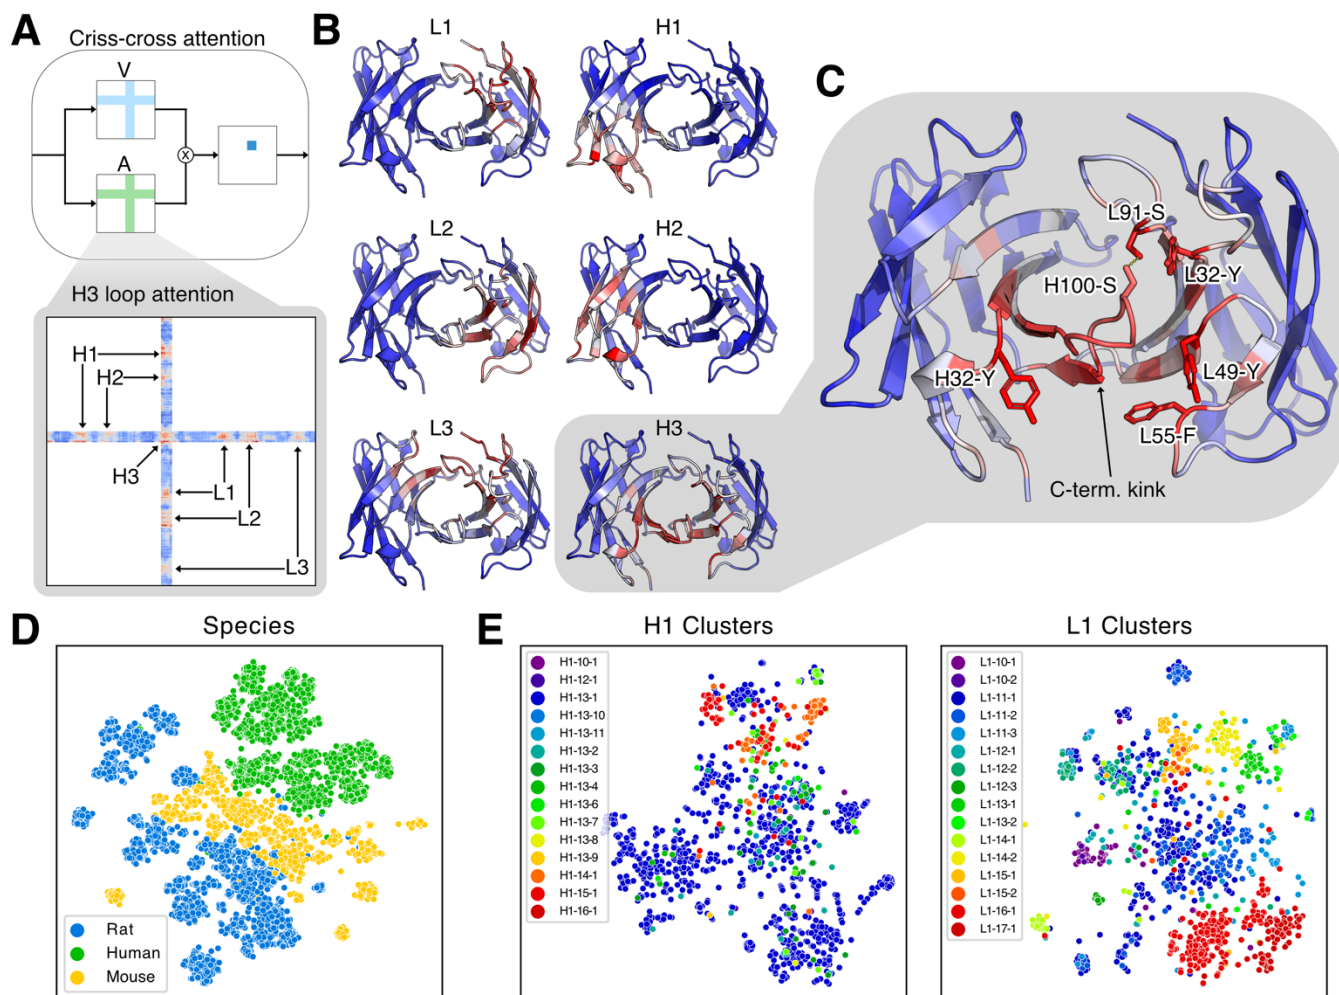 A
Criss-cross attention
V
A
x
H3 loop attention
H1
H2
H3
L1
L2
L3
B
L1
H1
L2
H2
L3
H3
C
L91-S
H100-S
L32-Y
H32-Y
L49-Y
L55-F
C-term. kink
D
Species
Rat
Human
Mouse
E
H1 Clusters
H1-10-1
H1-12-1
H1-13-1
H1-13-10
H1-13-11
H1-13-2
H1-13-3
H1-13-4
H1-13-6
H1-13-7
H1-13-8
H1-13-9
H1-14-1
H1-15-1
H1-16-1
L1 Clusters
L1-10-1
L1-10-2
L1-11-1
L1-11-2
L1-11-3
L1-12-1
L1-12-2
L1-12-3
L1-13-1
L1-13-2
L1-14-1
L1-14-2
L1-15-1
L1-15-2
L1-16-1
L1-17-1